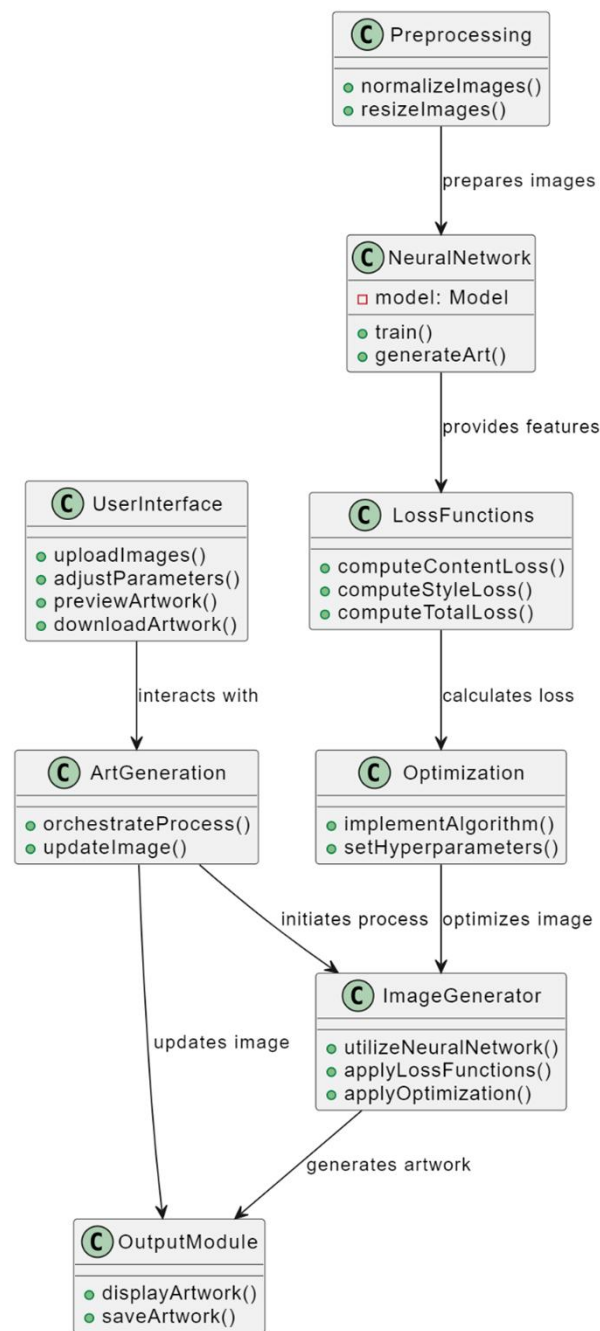 C Preprocessing
normalizeImages()
resizeImages()
prepares images
C NeuralNetwork
model: Model
train()
generateArt()
provides features
C UserInterface
uploadImages()
adjustParameters()
previewArtwork()
downloadArtwork()
C LossFunctions
computeContentLoss()
computeStyleLoss()
computeTotalLoss()
interacts with
calculates loss
C ArtGeneration
orchestrateProcess()
updateImage()
C Optimization
implementAlgorithm()
setHyperparameters()
initiates process
optimizes image
C ImageGenerator
utilizeNeuralNetwork()
applyLossFunctions()
applyOptimization()
updates image
generates artwork
C OutputModule
displayArtwork()
saveArtwork()